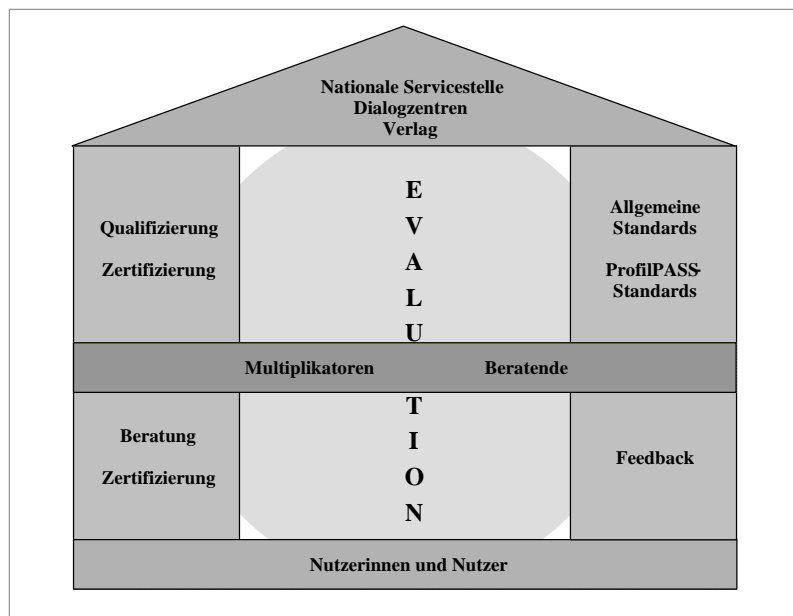 Nationale Servicestelle
Dialogzentren
Verlag
Qualifizierung
Zertifizierung
E
V
A
L
U
Allgemeine
Standards
ProfilPASS-
Standards
Multiplikatoren Beratende
Beratung
Zertifizierung
T
I
O
N
Feedback
Nutzerinnen und Nutzer